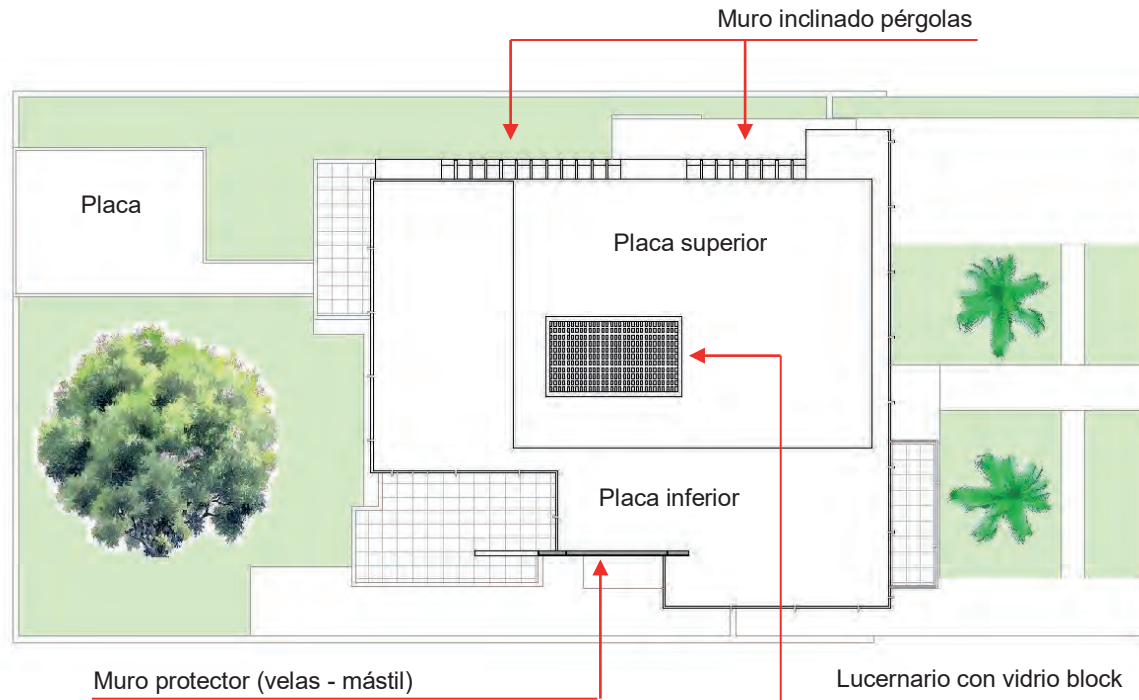 Muro inclinado pérgolas
Placa
Placa superior
Placa inferior
Muro protector (velas - mástil)
Lucernario con vidrio block